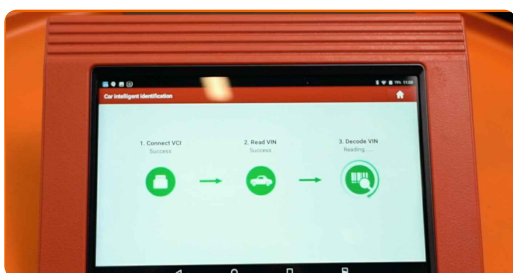 Car intelligent identification
1. Connect VCI
Success
2. Read VIN
Success
3. Decode VIN
Reading.....